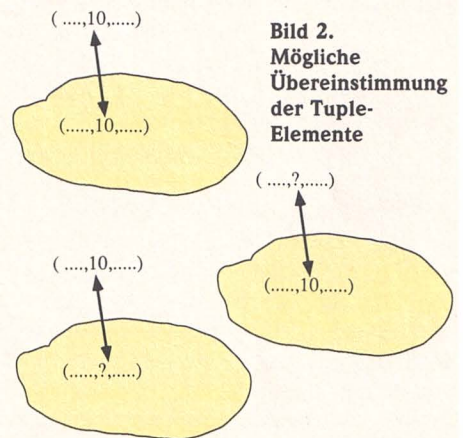 ( ....,10,.....)
(.....,10,.....)
Bild 2.
Mögliche
Übereinstimmung
der Tuple-
Elemente
( ....,?,.....)
(.....,10,.....)
( ....,10,.....)
(.....,?,.....)